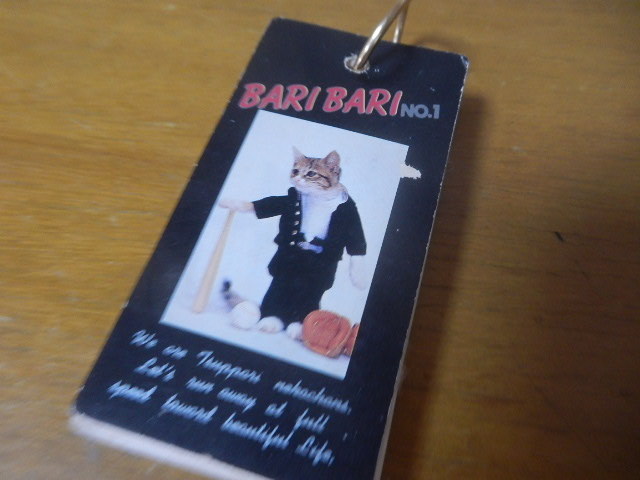 BARI BARI NO.1
We are Tsuppari nekochans.
Let's run away at full
speed toward beautiful life.